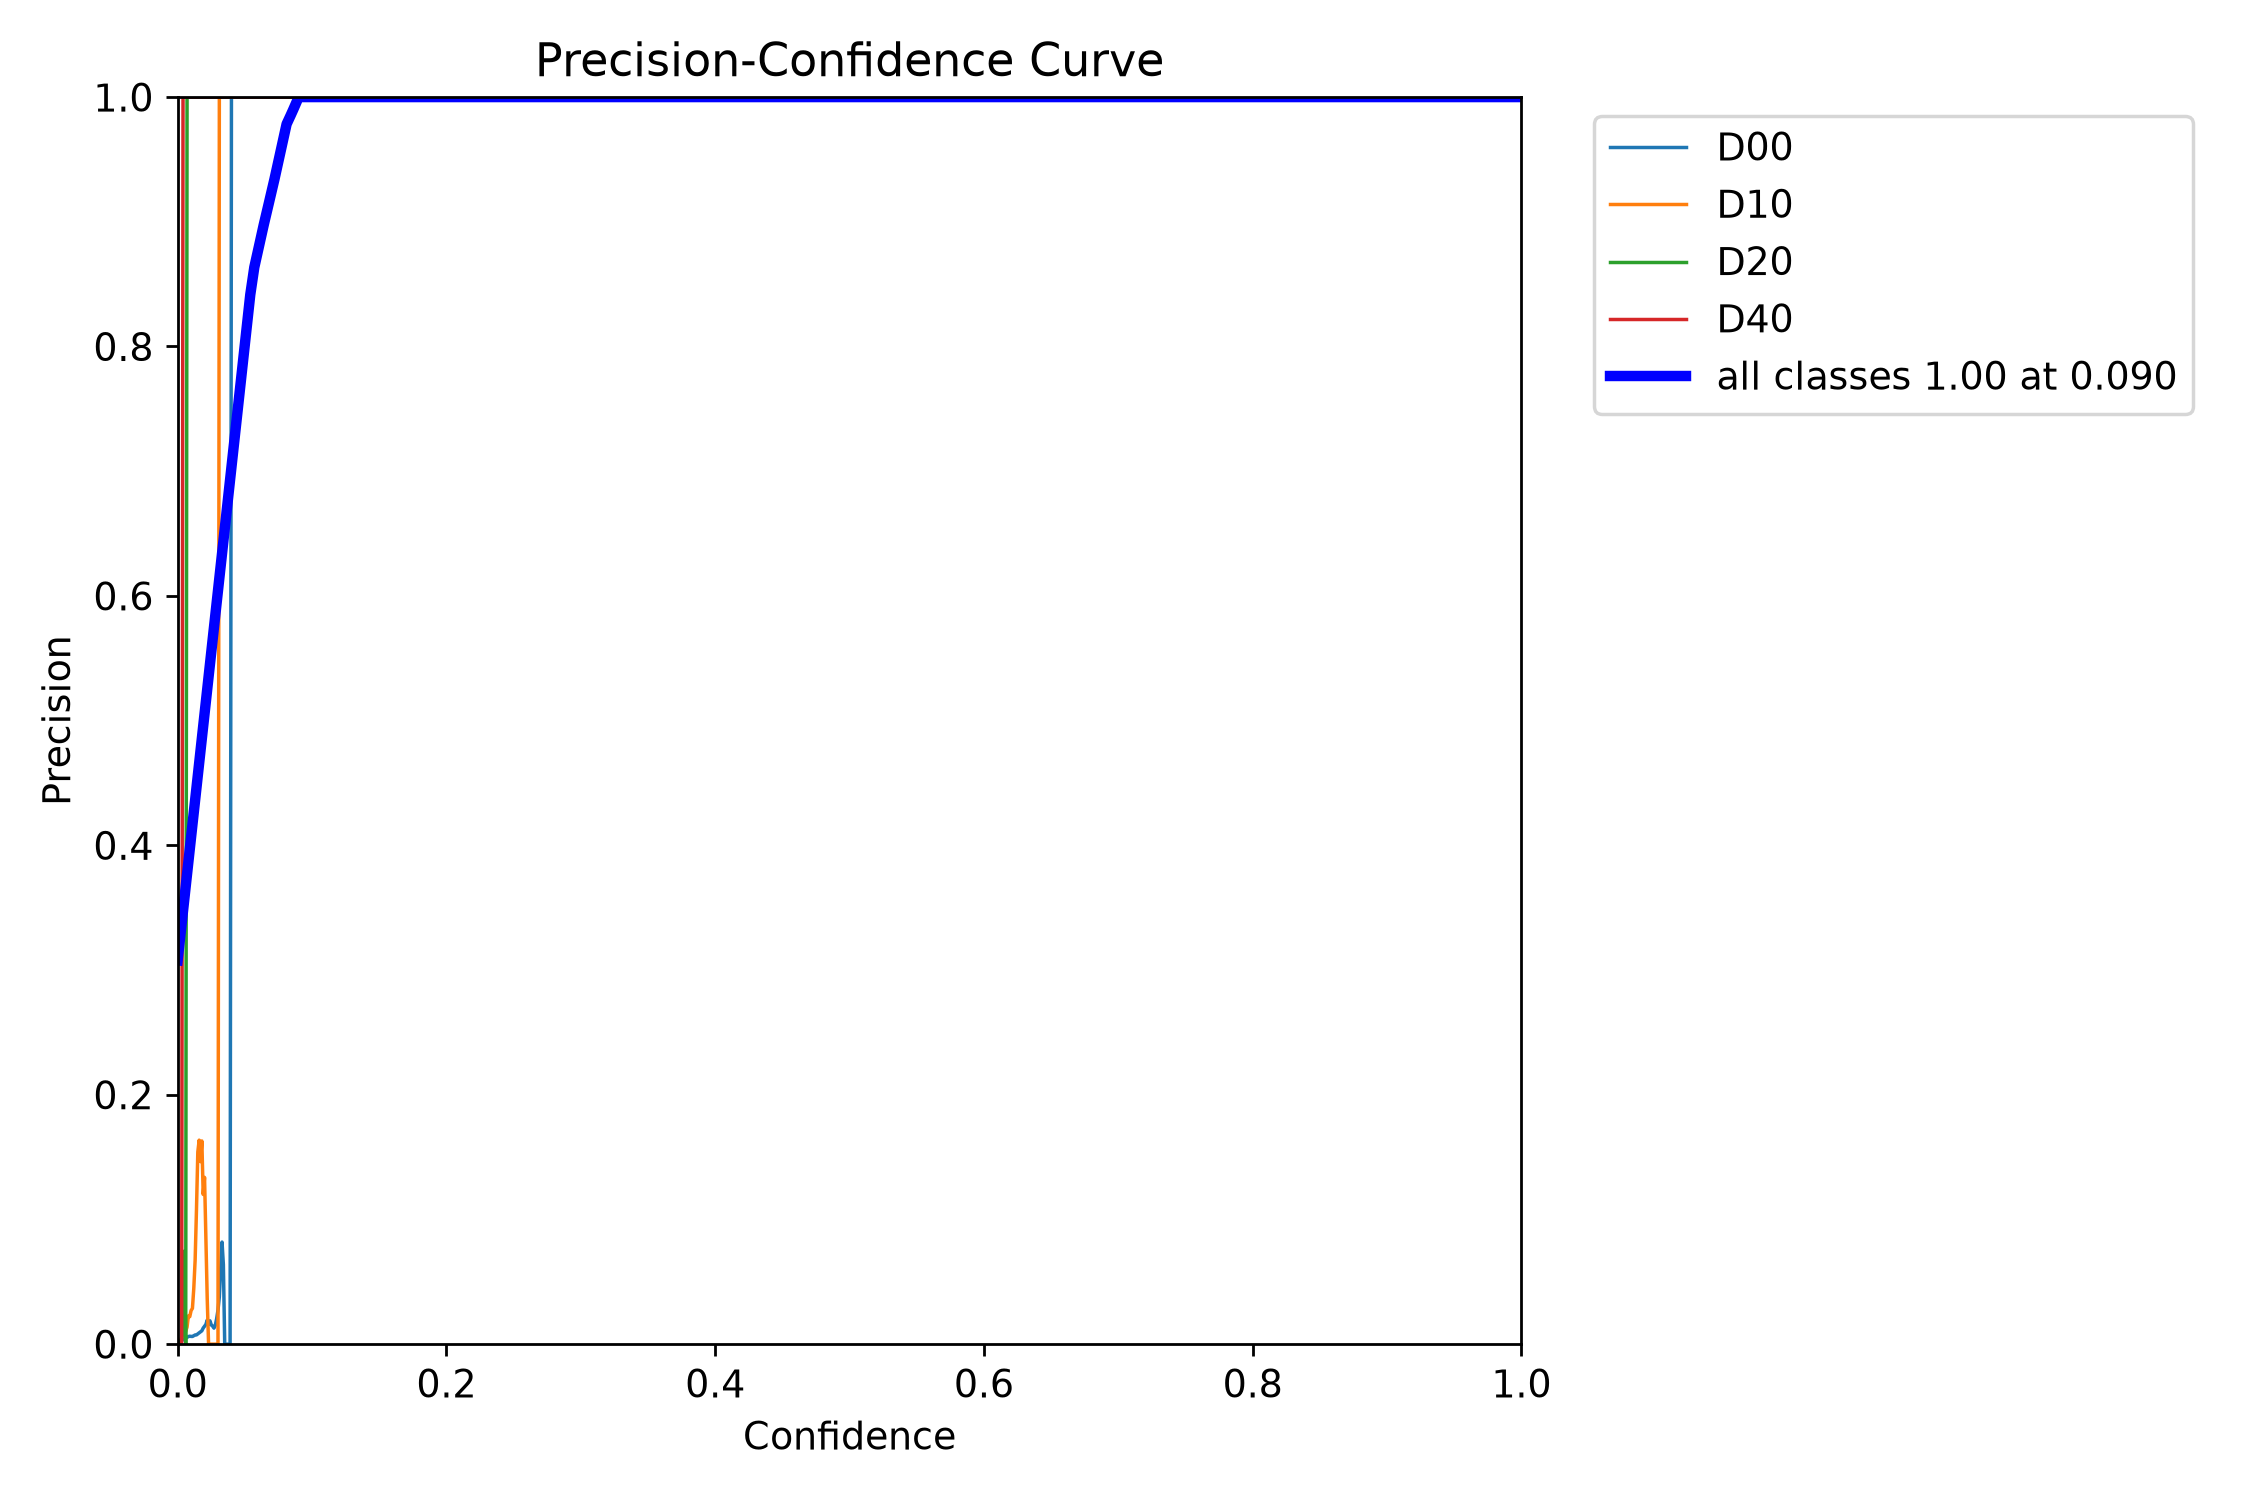 Precision-Confidence Curve
1.0
0.8
0.6
0.4
0.2
0.0
Precision
0.0 0.2 0.4 0.6 0.8 1.0
Confidence
D00
D10
D20
D40
all classes 1.00 at 0.090